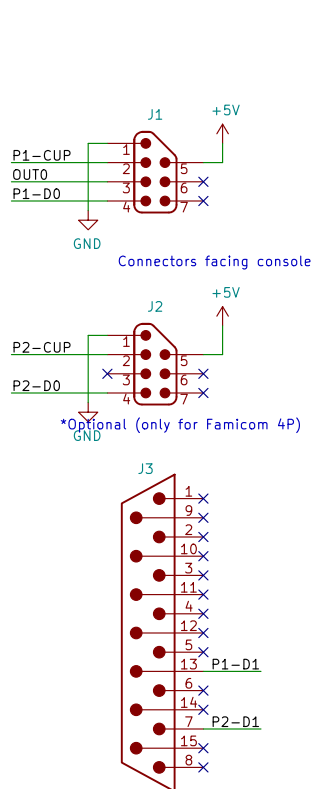 J1
+5V
1
P1-CUP
2
5
OUT0
3
6
P1-D0
4
7
GND
Connectors facing console
J2
+5V
1
P2-CUP
2
5
3
6
P2-D0
4
7
*Optional (only for Famicom 4P)
GND
J3
1
9
2
10
3
11
4
12
5
13 P1-D1
6
14
7 P2-D1
15
8